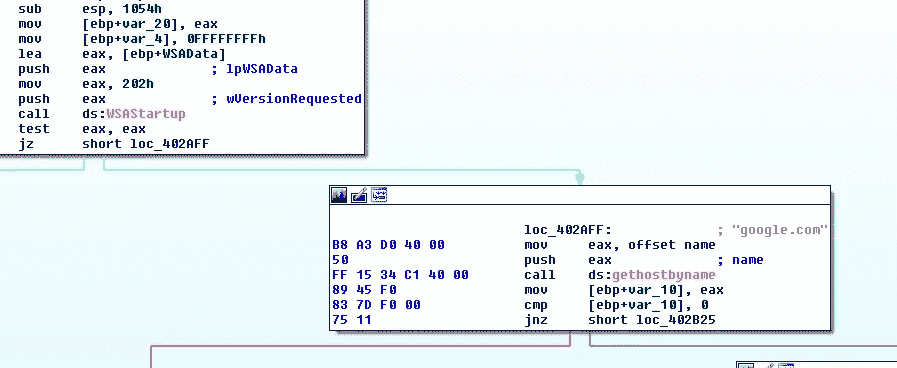 sub esp, 1054h
mov [ebp+var_20], eax
mov [ebp+var_4], 0FFFFFFFFh
lea eax, [ebp+WSAData]
push eax ; lpWSAData
mov eax, 202h
push eax ; wVersionRequested
call ds:WSAStartup
test eax, eax
jz short loc_402AFF
loc_402AFF: ; "google.com"
B8 A3 D0 40 00 mov eax, offset name
50 push eax ; name
FF 15 34 C1 40 00 call ds:gethostbyname
89 45 F0 mov [ebp+var_10], eax
83 7D F0 00 cmp [ebp+var_10], 0
75 11 jnz short loc_402B25